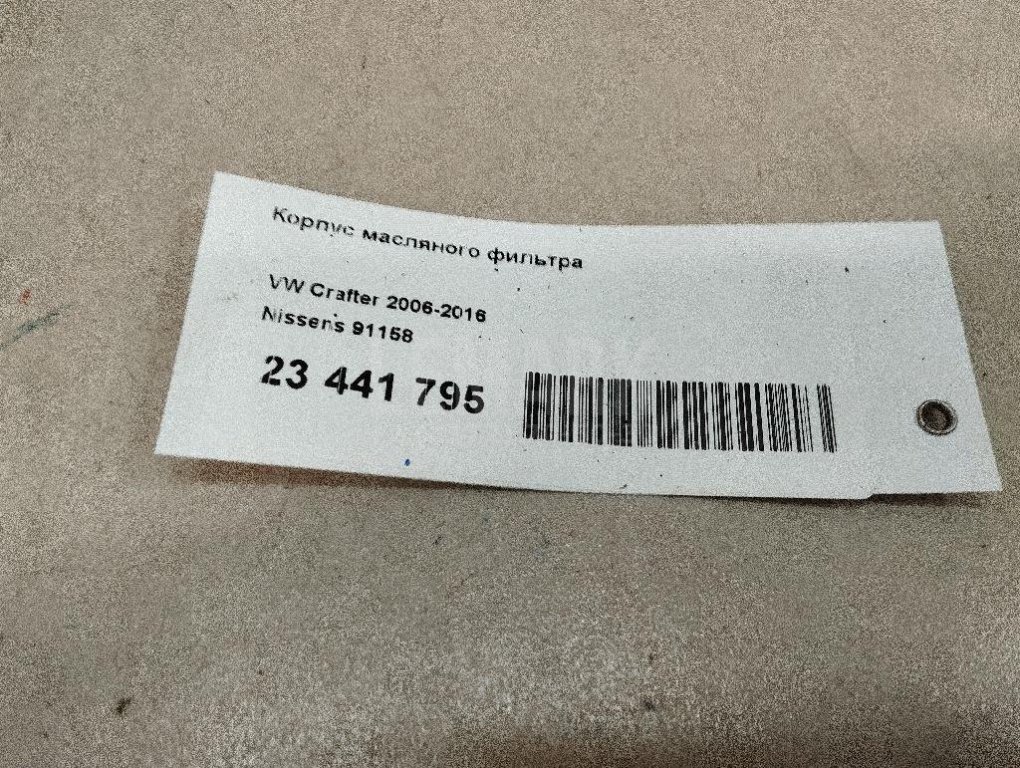 Корпус масляного фильтра
VW Crafter 2006-2016
Nissens 91158
23 441 795